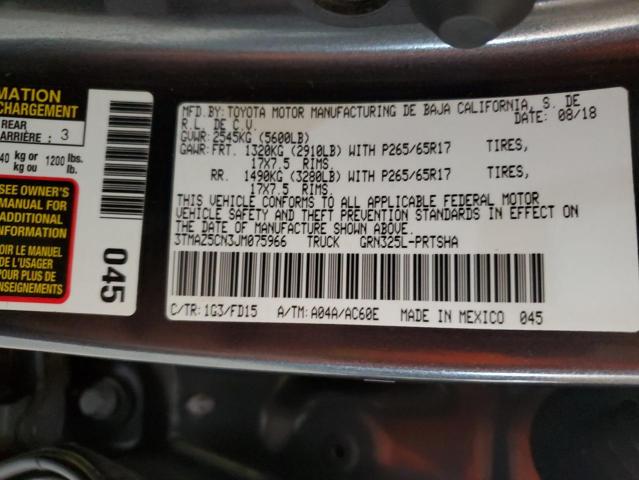 MATION
CHARGEMENT
REAR
ARRIÈRE : 3
40 kg or 1200 lbs.
kg ou lb.
SEE OWNER'S
MANUAL FOR
ADDITIONAL
INFORMATION
OIR LE MANUEL
DE L'USAGER
POUR PLUS DE
045
MFD.BY: TOYOTA MOTOR MANUFACTURING DE BAJA CALIFORNIA, S. DE
R.L. DE C.V. DATE: 08/18
GVWR: 2545KG (5600LB)
GAWR:FRT. 1320KG (2910LB) WITH P265/65R17 TIRES,
17X7.5 RIMS,
RR. 1490KG (3280LB) WITH P265/65R17 TIRES,
17X7.5 RIMS.
THIS VEHICLE CONFORMS TO ALL APPLICABLE FEDERAL MOTOR
VEHICLE SAFETY AND THEFT PREVENTION STANDARDS IN EFFECT ON
THE DATE OF MANUFACTURE SHOWN ABOVE.
3TMAZ5CN3JM075966 TRUCK GRN325L-PRTSHA
C/TR: 1G3/FD15 A/TM: A04A/AC60E MADE IN MEXICO 045